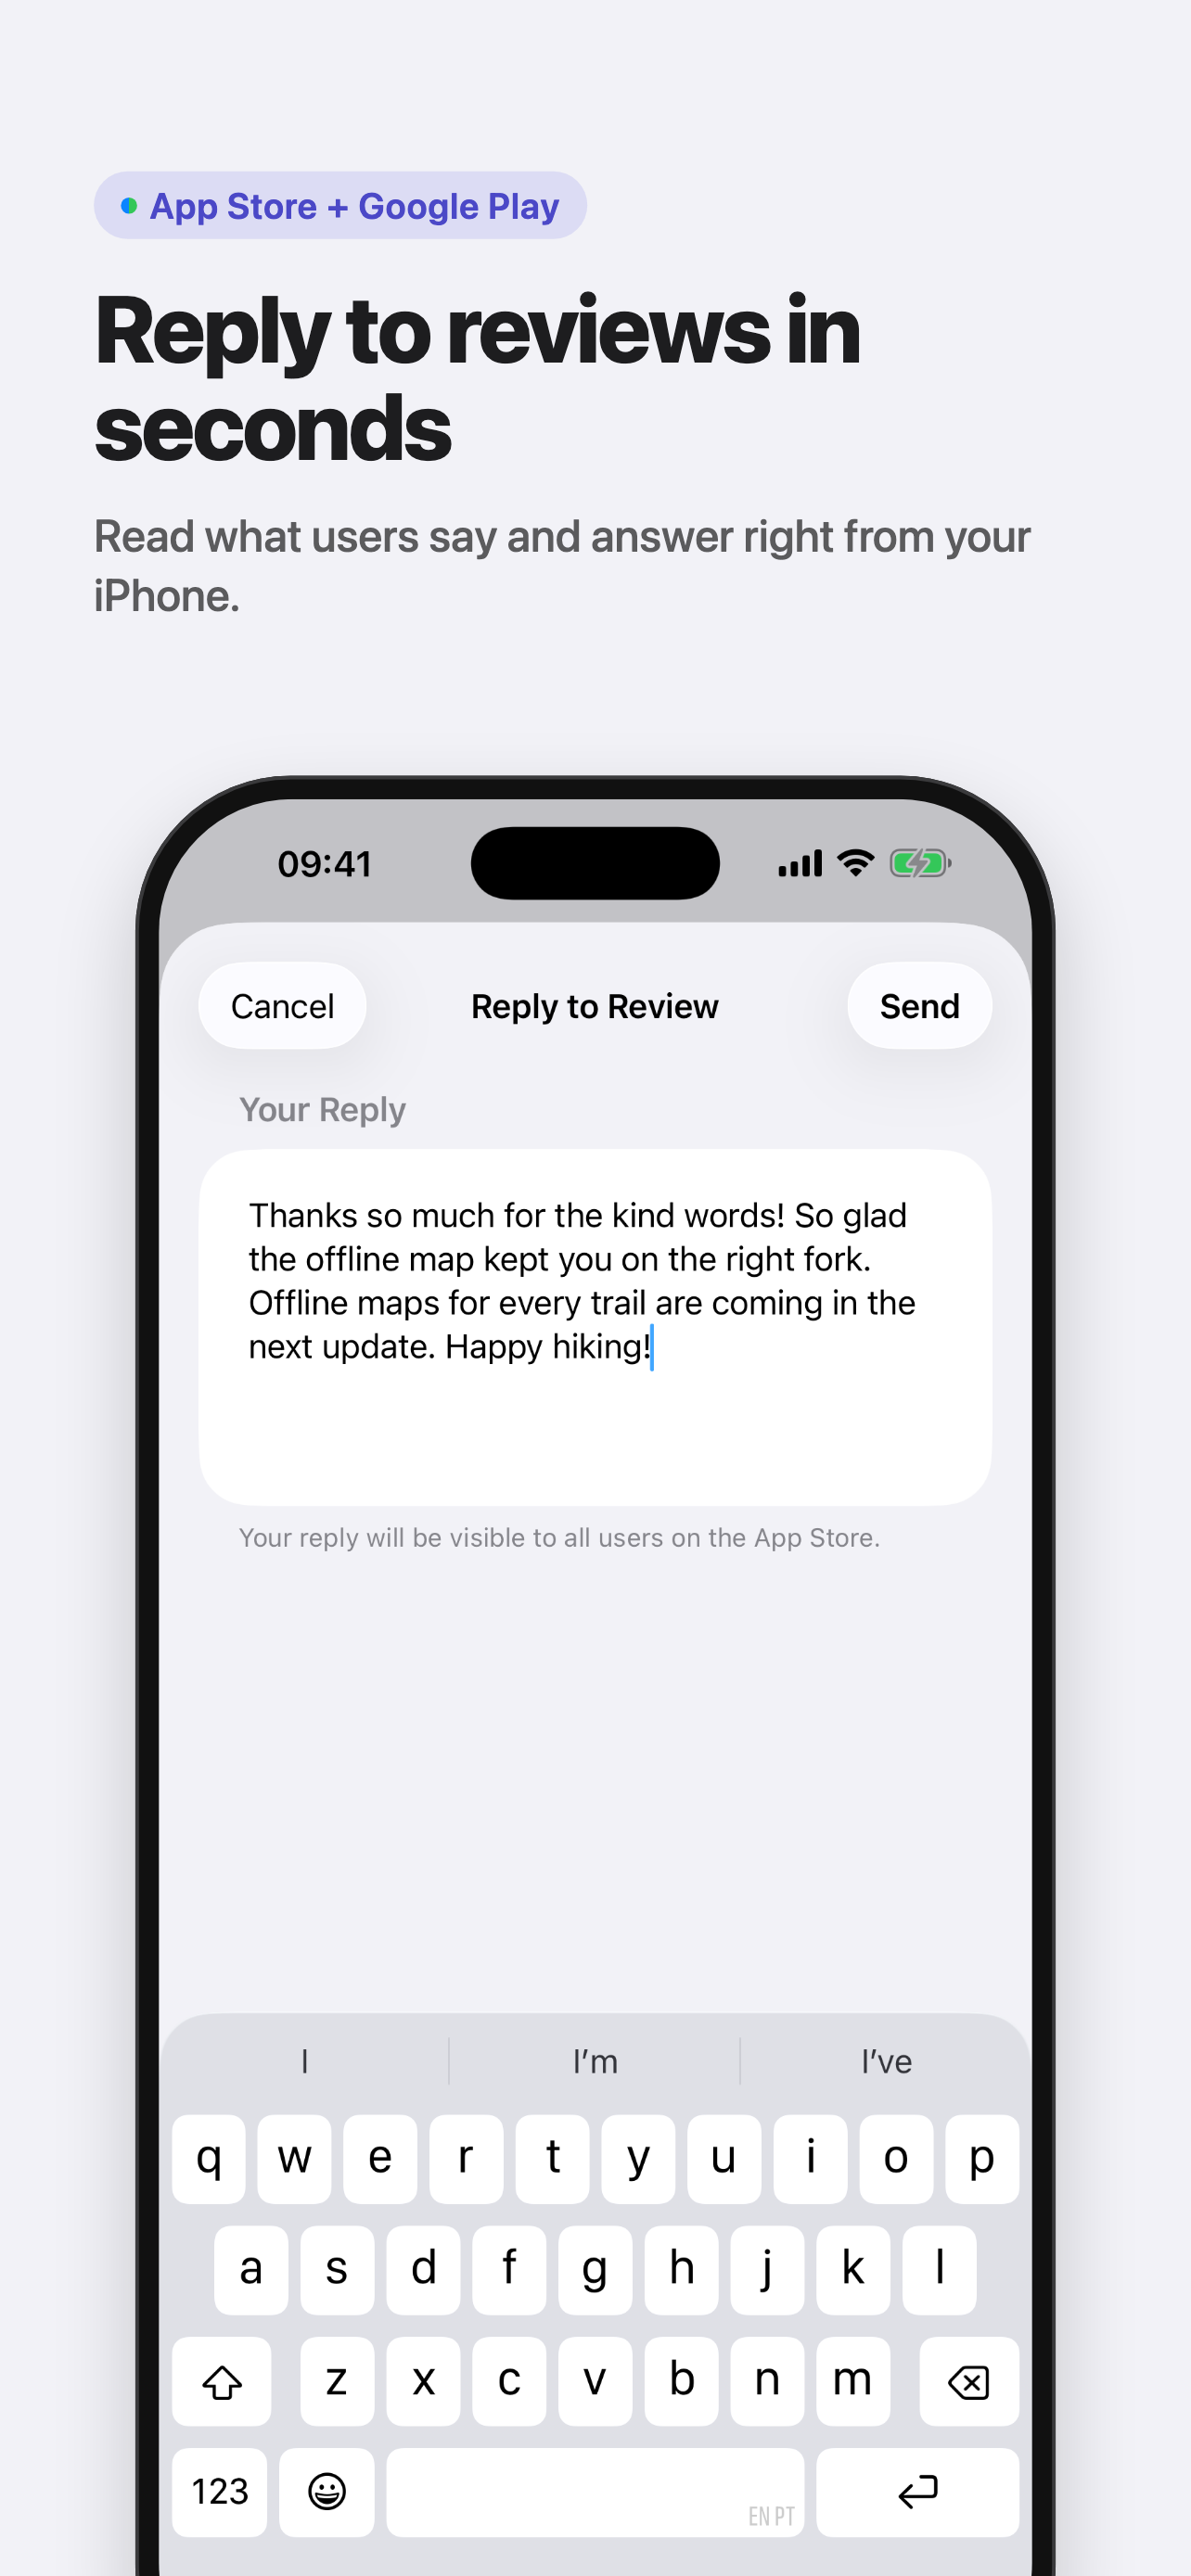 App Store + Google Play
Reply to reviews in
seconds
Read what users say and answer right from your
iPhone.
09:41
Cancel
Reply to Review
Send
Your Reply
Thanks so much for the kind words! So glad
the offline map kept you on the right fork.
Offline maps for every trail are coming in the
next update. Happy hiking!
Your reply will be visible to all users on the App Store.
I
I’m
I’ve
q w e r t y u i o p
a s d f g h j k l
z x c v b n m
123
EN PT